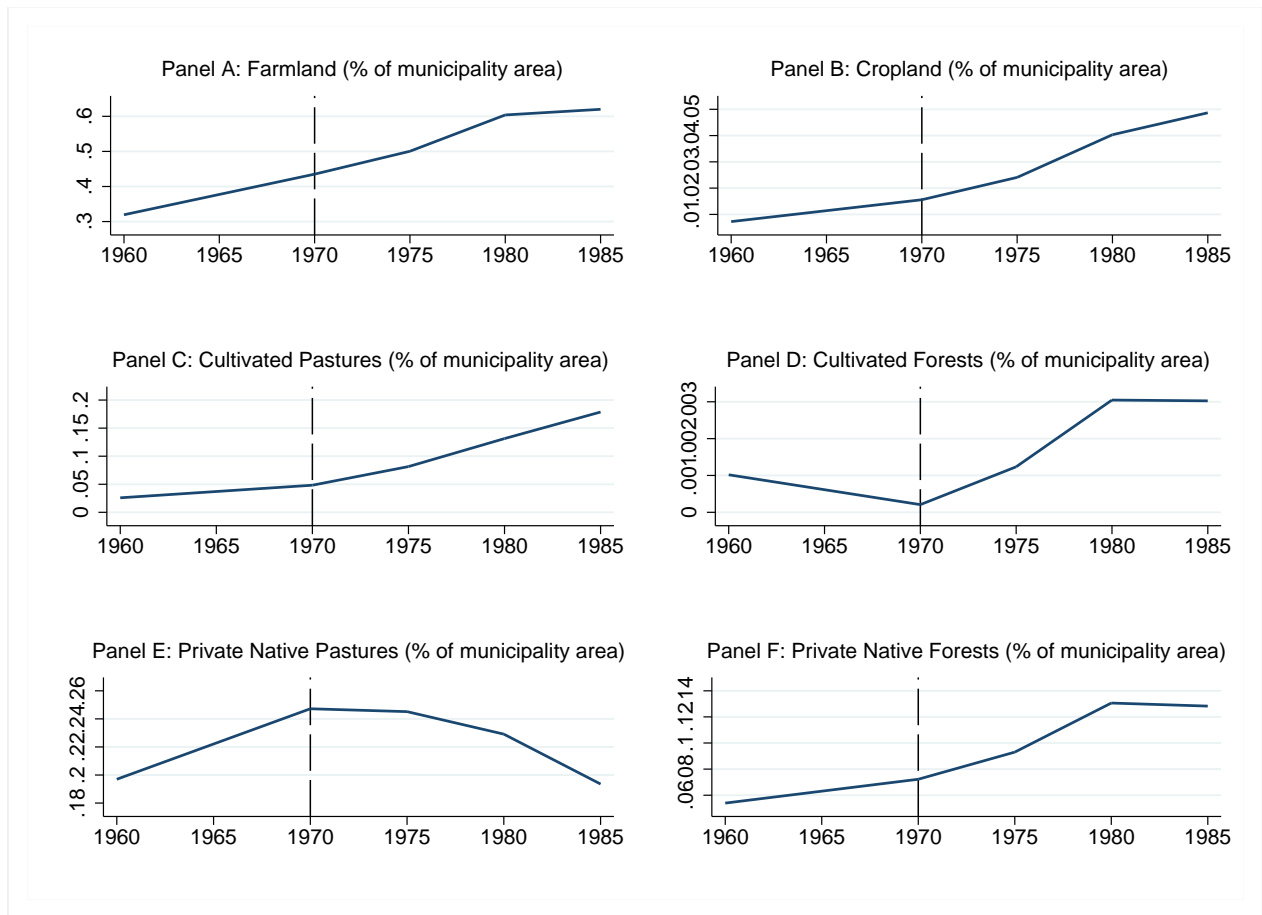 Panel A: Farmland (% of municipality area)
.3 .4 .5 .6
1960 1965 1970 1975 1980 1985
Panel B: Cropland (% of municipality area)
.01 .02 .03 .04 .05
1960 1965 1970 1975 1980 1985
Panel C: Cultivated Pastures (% of municipality area)
0 .05 .1 .15 .2
1960 1965 1970 1975 1980 1985
Panel D: Cultivated Forests (% of municipality area)
0 .001 .002 .003
1960 1965 1970 1975 1980 1985
Panel E: Private Native Pastures (% of municipality area)
.18 .2 .22 .24 .26
1960 1965 1970 1975 1980 1985
Panel F: Private Native Forests (% of municipality area)
.06 .08 .1 .12 .14
1960 1965 1970 1975 1980 1985